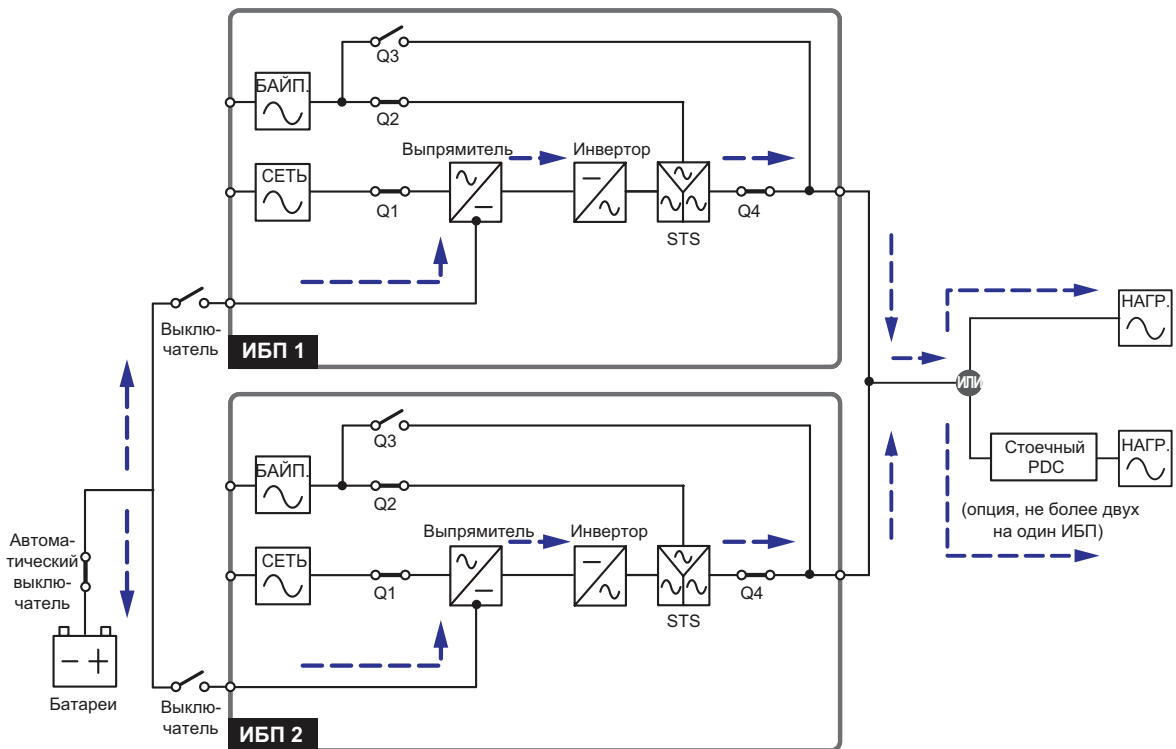 Q3
БАЙП.
Q2
Выпрямитель
Инвертор
СЕТЬ
Q1
STS
Q4
Выклю-
чатель
ИБП 1
НАГР.
ИЛИ
Q3
БАЙП.
Q2
Стоечный
PDC
НАГР.
(опция, не более двух
на один ИБП)
Выпрямитель
Инвертор
Автома-
тический
выклю-
чатель
СЕТЬ
Q1
STS
Q4
Батареи
Выклю-
чатель
ИБП 2